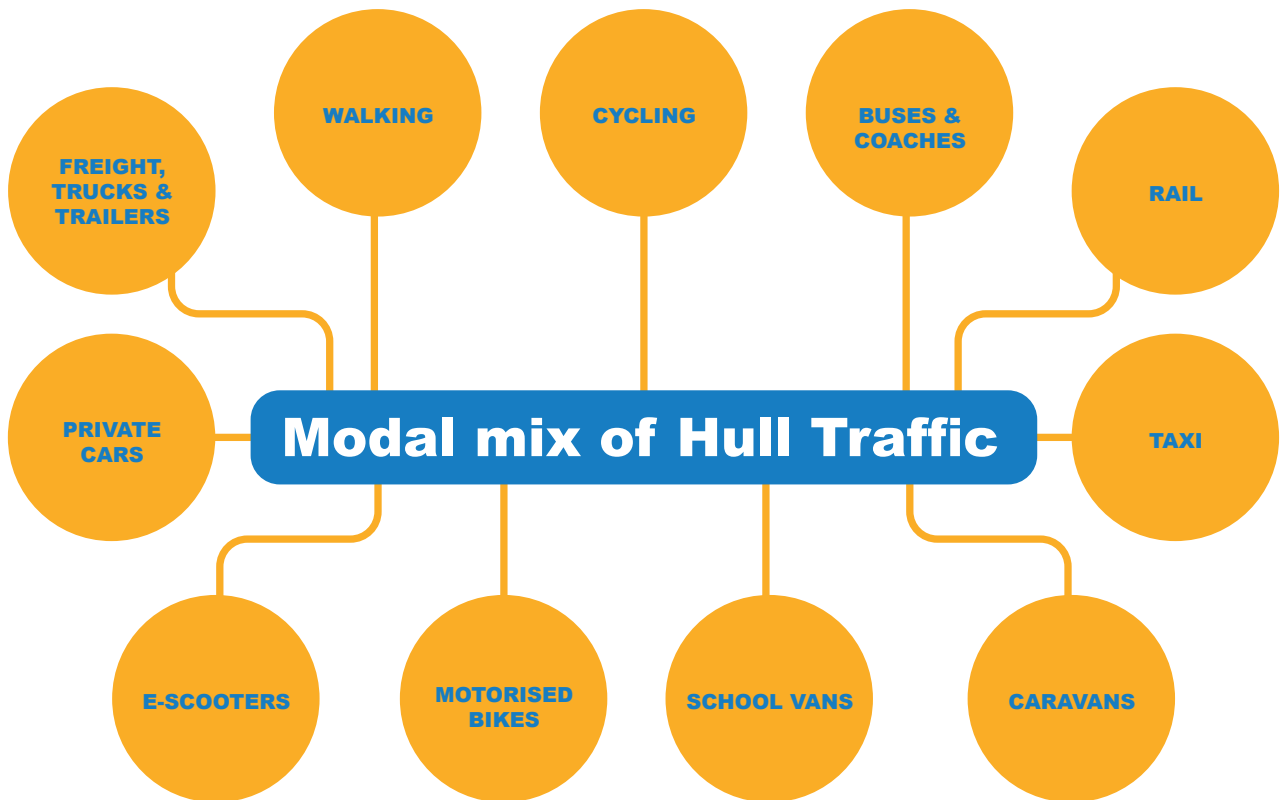 WALKING
CYCLING
BUSES &
COACHES
FREIGHT,
TRUCKS &
TRAILERS
RAIL
PRIVATE
CARS
Modal mix of Hull Traffic
TAXI
E-SCOOTERS
MOTORISED
BIKES
SCHOOL VANS
CARAVANS